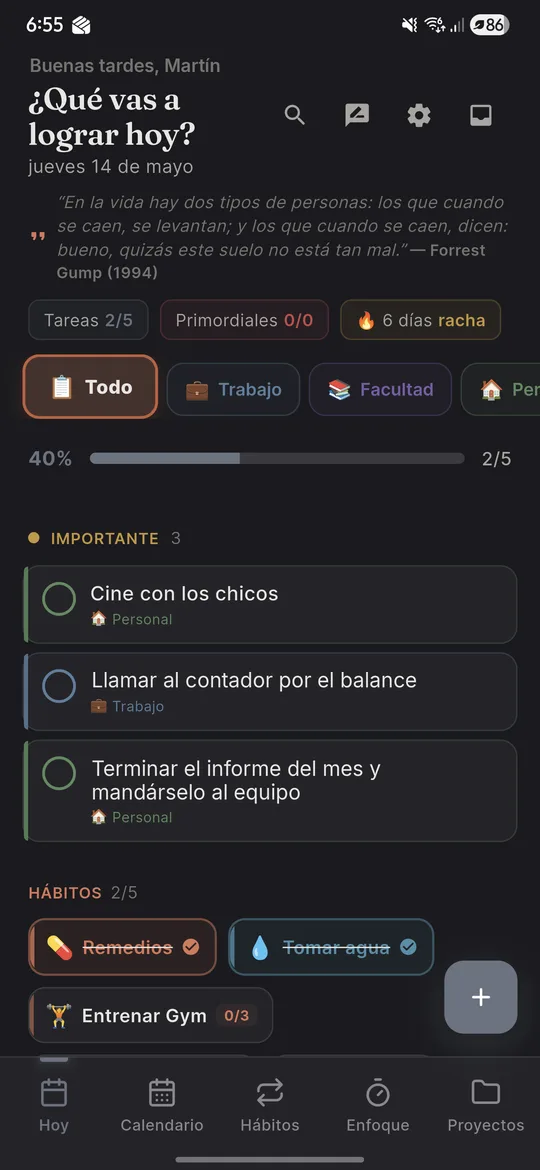 6:55
86
Buenas tardes, Martín
¿Qué vas a
lograr hoy?
jueves 14 de mayo
"En la vida hay dos tipos de personas: los que cuando
se caen, se levantan; y los que cuando se caen, dicen:
bueno, quizás este suelo no está tan mal." — Forrest
Gump (1994)
Tareas 2/5
Primordiales 0/0
6 días racha
Todo
Trabajo
Facultad
Per
40%
2/5
IMPORTANTE 3
Cine con los chicos
Personal
Llamar al contador por el balance
Trabajo
Terminar el informe del mes y
mandárselo al equipo
Personal
HÁBITOS 2/5
Remedios
Tomar agua
Entrenar Gym 0/3
Hoy
Calendario
Hábitos
Enfoque
Proyectos